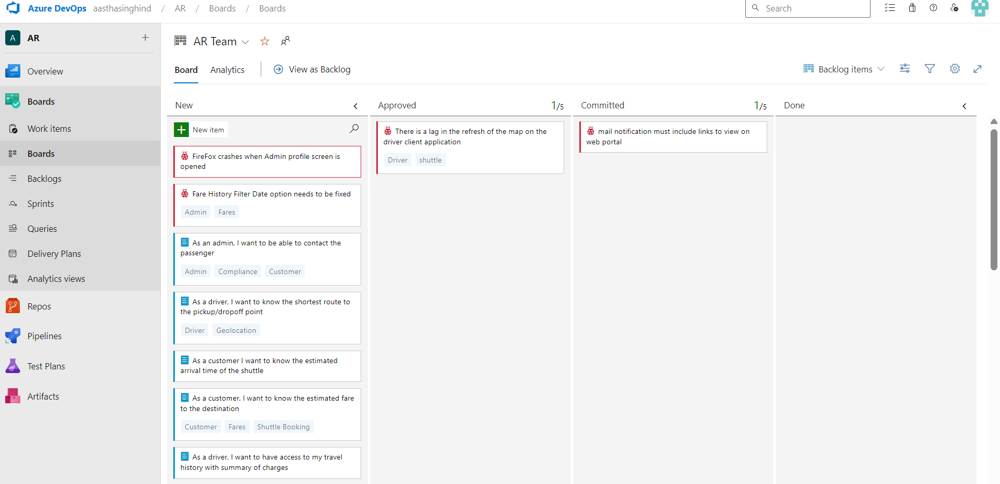 Azure DevOps aasthasinghind / AR / Boards / Boards
Search
A AR
Overview
Boards
Work items
Boards
Backlogs
Sprints
Queries
Delivery Plans
Analytics views
Repos
Pipelines
Test Plans
Artifacts
AR Team
Board Analytics View as Backlog
Backlog items
New
New item
FireFox crashes when Admin profile screen is
opened
Fare History Filter Date option needs to be fixed
Admin Fares
As an admin, I want to be able to contact the
passenger
Admin Compliance Customer
As a driver, I want to know the shortest route to
the pickup/dropoff point
Driver Geolocation
As a customer I want to know the estimated
arrival time of the shuttle
As a customer, I want to know the estimated fare
to the destination
Customer Fares Shuttle Booking
As a driver, I want to have access to my travel
history with summary of charges
Approved 1/5
There is a lag in the refresh of the map on the
driver client application
Driver shuttle
Committed 1/5
mail notification must include links to view on
web portal
Done